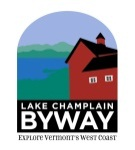 LAKE CHAMPLAIN
BYWAY
EXPLORE VERMONT'S WEST COAST